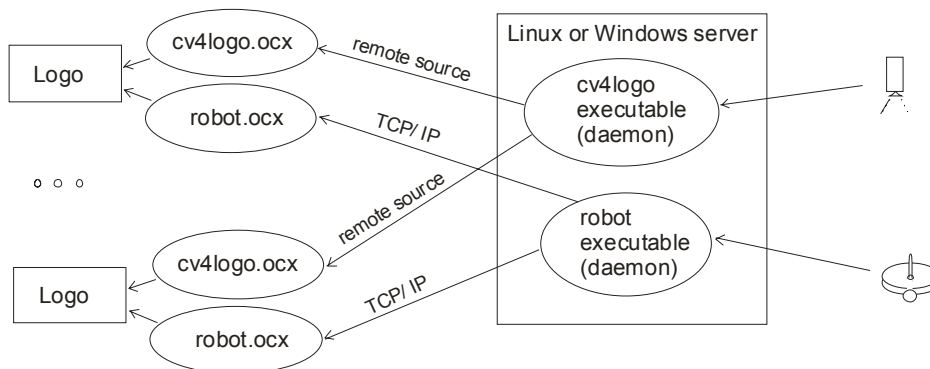 cv4logo.ocx
Logo
robot.ocx
remote source
TCP/ IP
Linux or Windows server
cv4logo
executable
(daemon)
remote source
robot
executable
(daemon)
cv4logo.ocx
Logo
robot.ocx
TCP/ IP